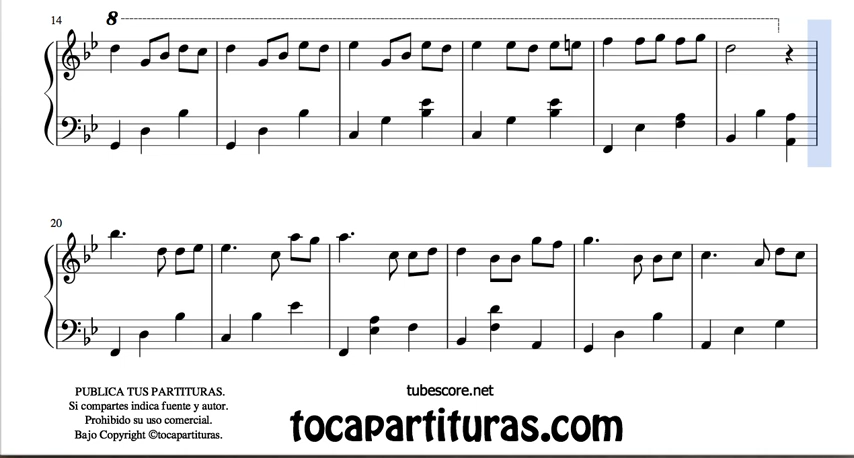 14
8
20
PUBLICA TUS PARTITURAS.
Si compartes indica fuente y autor.
Prohibido su uso comercial.
Bajo Copyright ©tocapartituras.
tubescore.net
tocapartituras.com